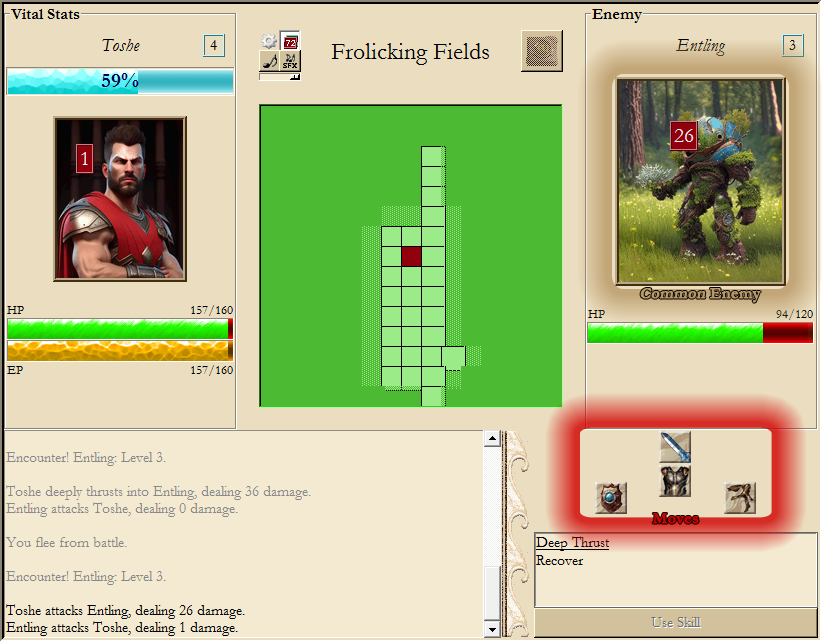 Vital Stats
Toshe
4
59%
1
HP
157/160
EP
157/160
72
SFX
Frolicking Fields
Enemy
Entling
3
26
Common Enemy
HP
94/120
Moves
Encounter! Entling: Level 3.
Toshe deeply thrusts into Entling, dealing 36 damage.
Entling attacks Toshe, dealing 0 damage.
You flee from battle.
Encounter! Entling: Level 3.
Toshe attacks Entling, dealing 26 damage.
Entling attacks Toshe, dealing 1 damage.
Deep Thrust
Recover
Use Skill